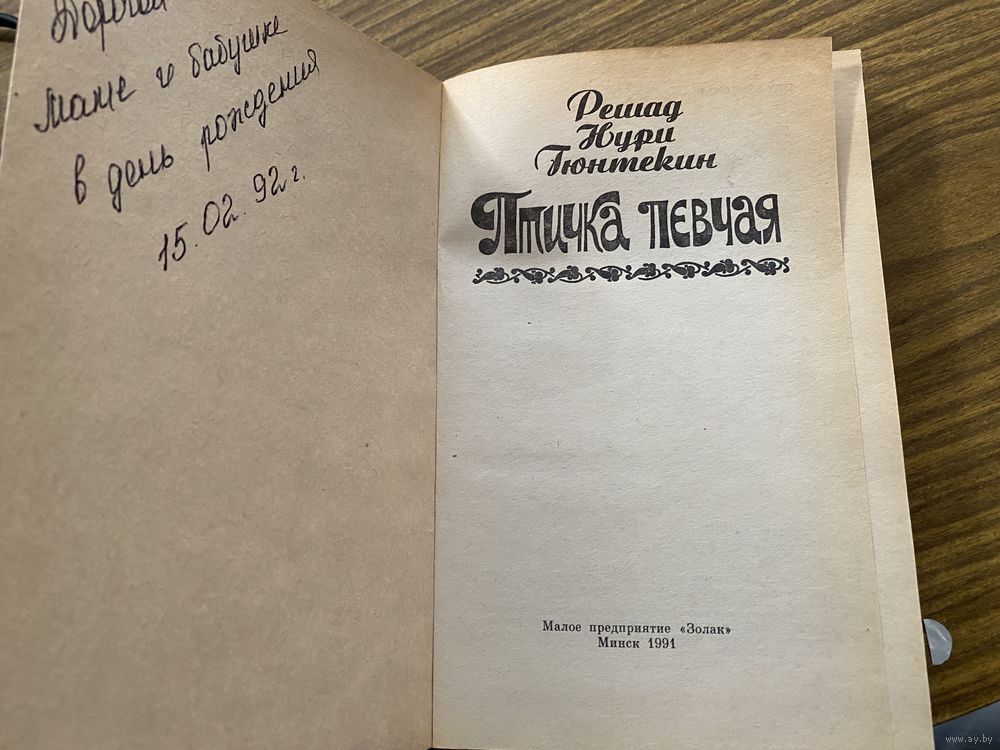 Дорогой
маме и бабушке
в день рождения
15.02.92 г.
Решад
Нури
Гюнтекин
Птичка певчая
Малое предприятие «Золак»
Минск 1991
www.ay.by